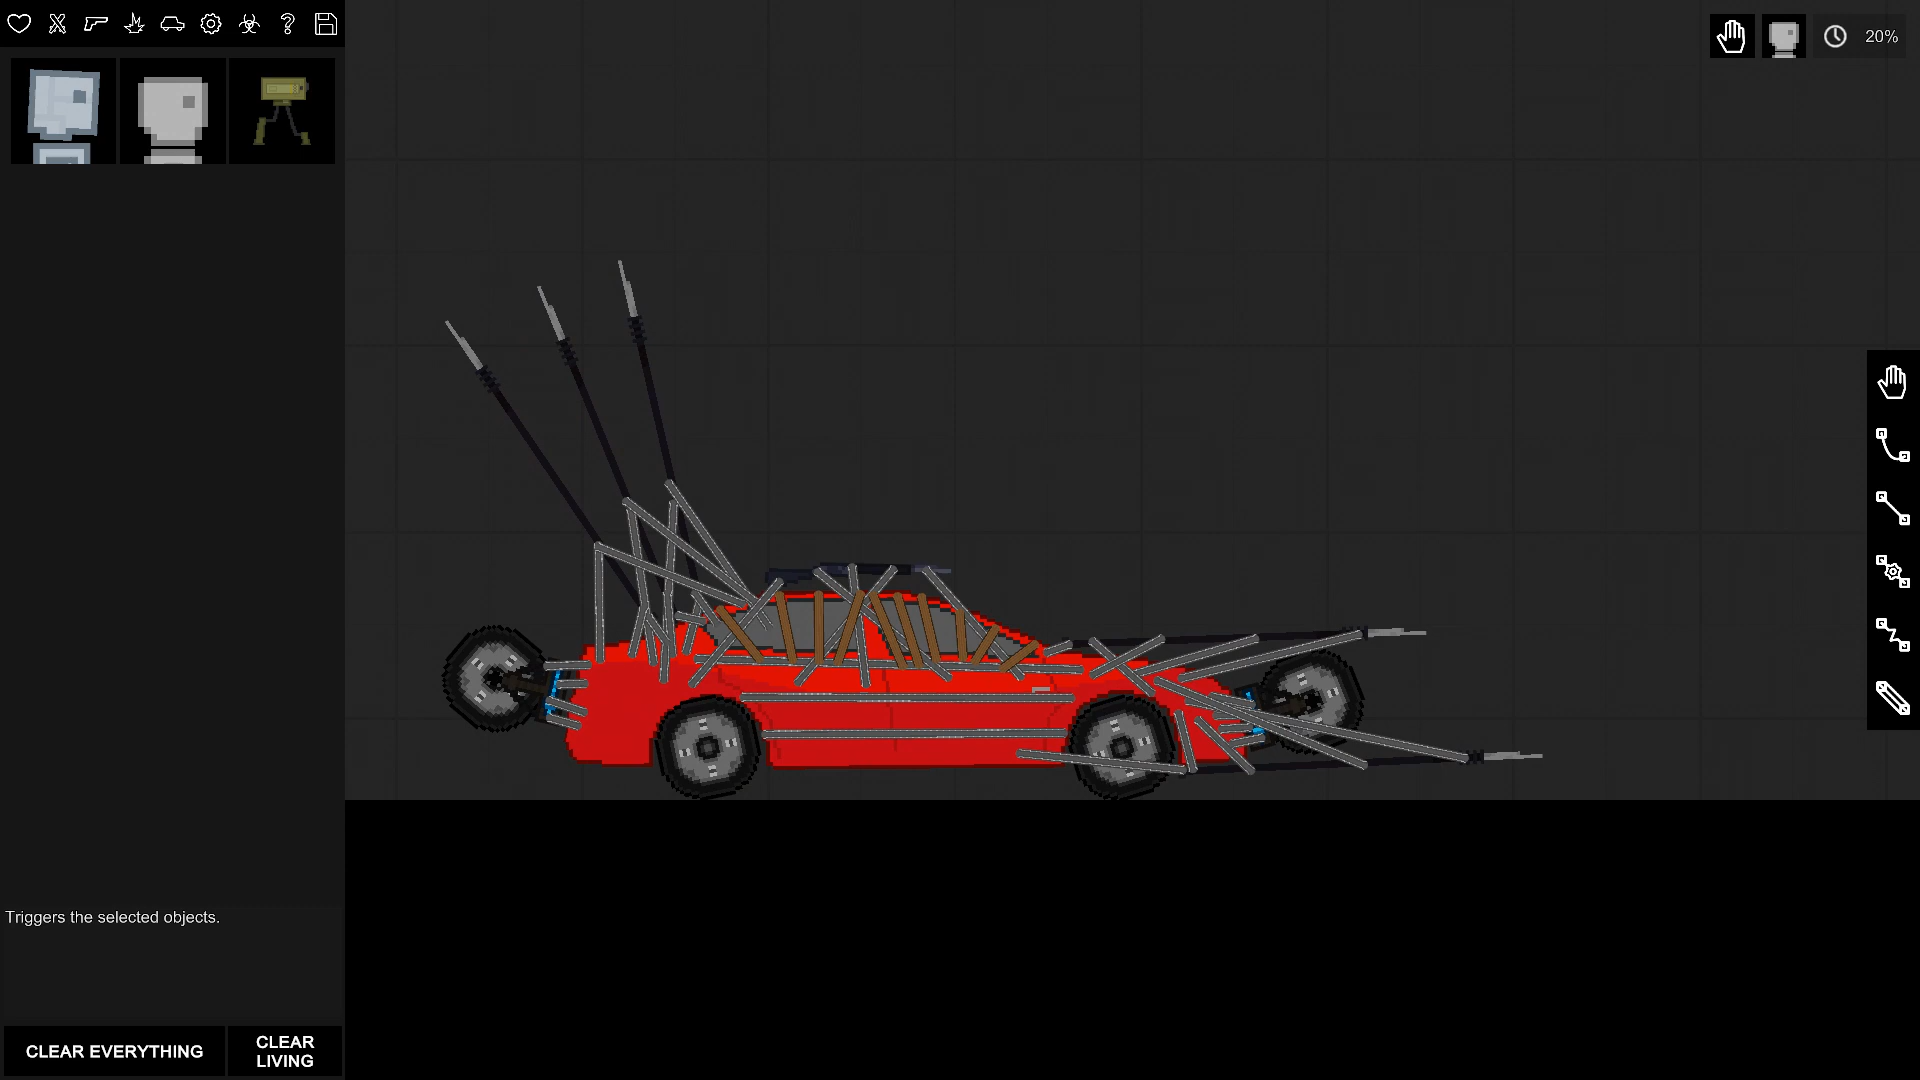 20%
Triggers the selected objects.
CLEAR EVERYTHING
CLEAR
LIVING